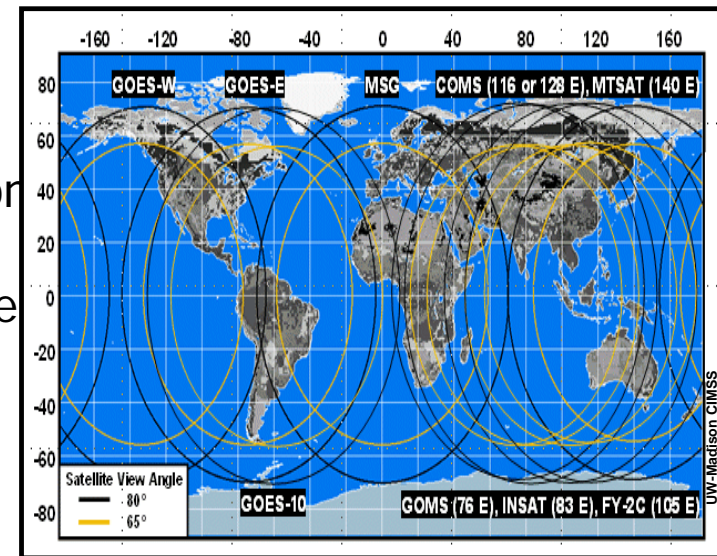 -160 -120 -80 -40 0 40 80 120 160
GOES-W GOES-E MSG COMS (116 or 128 E), MTSAT (140 E)
80
60
40
20
0
-20
-40
-60
-80
Satellite View Angle
80°
65°
GOES-10 GOMS (76 E), INSAT (83 E), FY-2C (105 E)
UW-Madison CIMSS
or
e